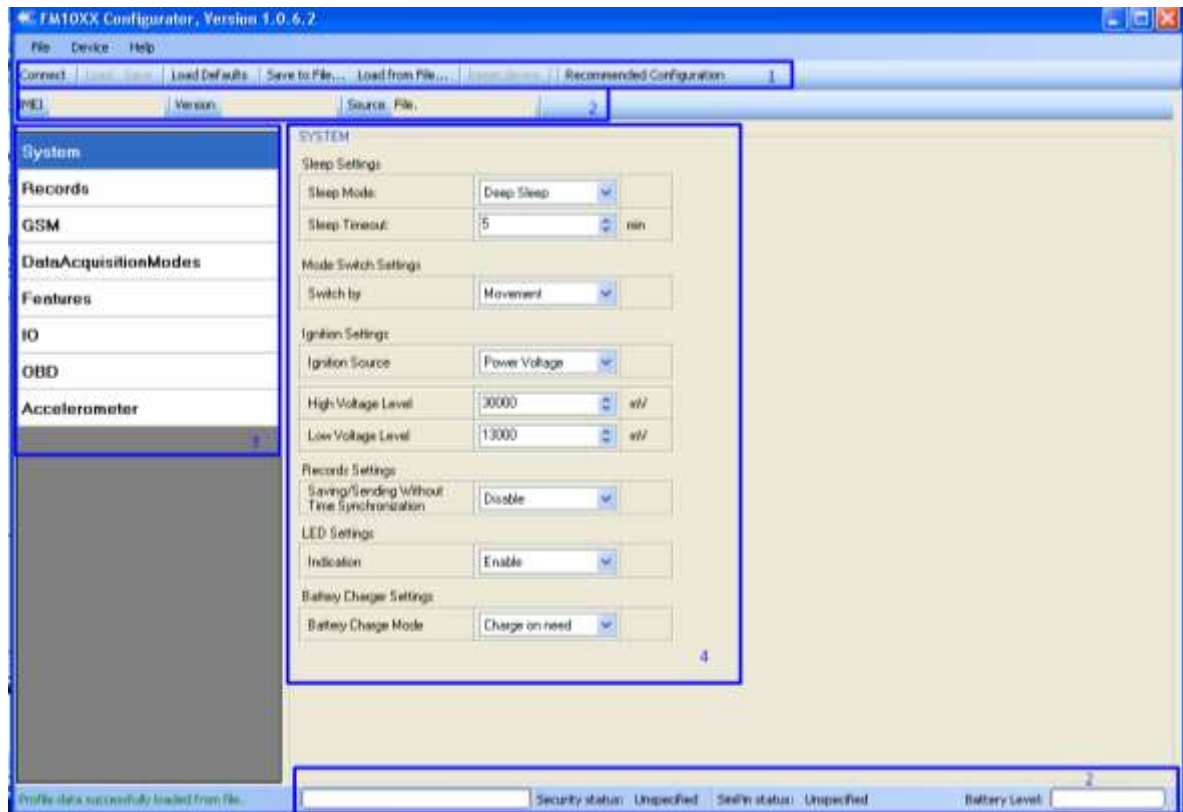 FM10XX Configurator, Version 1.0.6.2
File Device Help
Connect Load Save Load Defaults Save to File... Load from File... Reset device Recommended Configuration 1
IMEI: Version: Source: File. 2
System
Records
GSM
DataAcquisitionModes
Features
IO
OBD
Accelerometer
SYSTEM
Sleep Settings
Sleep Mode: Deep Sleep
Sleep Timeout: 5 min
Mode Switch Settings
Switch by Movement
Ignition Settings
Ignition Source Power Voltage
High Voltage Level 30000 mV
Low Voltage Level 13000 mV
Records Settings
Saving/Sending Without
Time Synchronization Disable
LED Settings
Indication Enable
Battery Charger Settings
Battery Charge Mode Charge on need
4
2
Profile data successfully loaded from file. Security status: Unspecified SimPin status: Unspecified Battery Level: